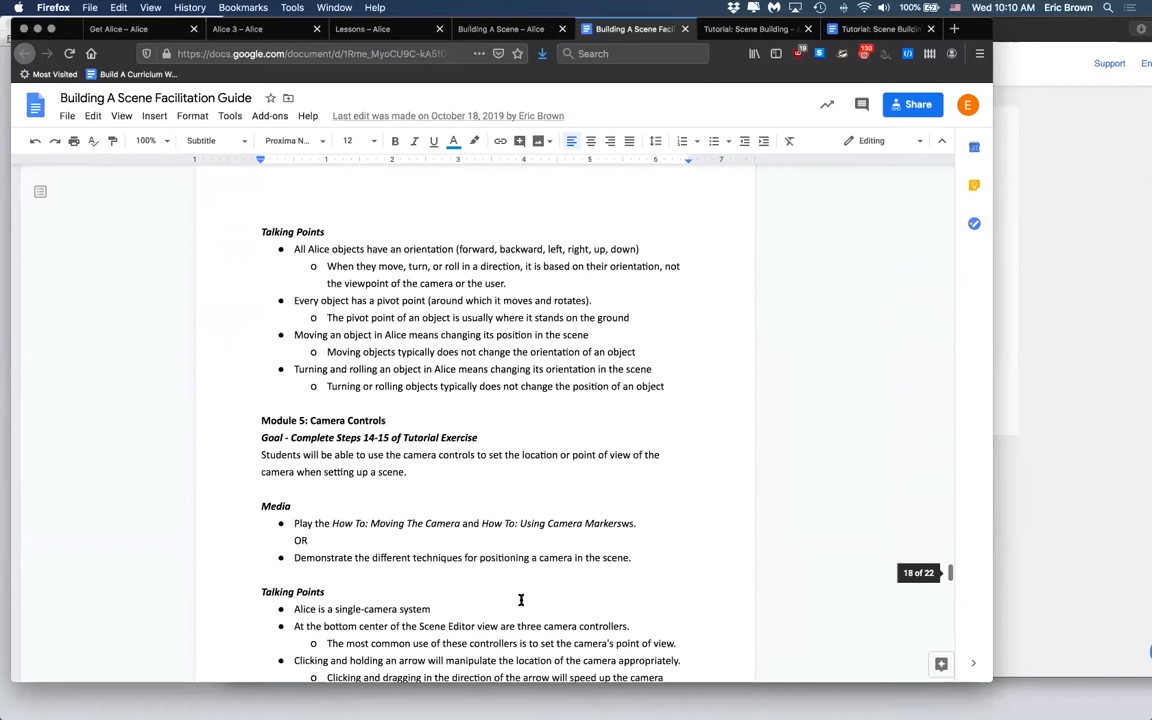 Firefox File Edit View History Bookmarks Tools Window Help 100% Wed 10:10 AM Eric Brown
Get Alice – Alice Alice 3 – Alice Lessons – Alice Building A Scene – Alice Building A Scene Facil Tutorial: Scene Building – Tutorial: Scene Buildin
https://docs.google.com/document/d/1Rme_MyoCU9C-kA5fD Search 19 130
Most Visited Build A Curriculum W...
Support En
Building A Scene Facilitation Guide
File Edit View Insert Format Tools Add-ons Help Last edit was made on October 18, 2019 by Eric Brown Share E
100% Subtitle Proxima N... 12 Editing
1 1 2 3 4 5 6 7
Talking Points
● All Alice objects have an orientation (forward, backward, left, right, up, down)
o When they move, turn, or roll in a direction, it is based on their orientation, not
the viewpoint of the camera or the user.
● Every object has a pivot point (around which it moves and rotates).
o The pivot point of an object is usually where it stands on the ground
● Moving an object in Alice means changing its position in the scene
o Moving objects typically does not change the orientation of an object
● Turning and rolling an object in Alice means changing its orientation in the scene
o Turning or rolling objects typically does not change the position of an object
Module 5: Camera Controls
Goal - Complete Steps 14-15 of Tutorial Exercise
Students will be able to use the camera controls to set the location or point of view of the
camera when setting up a scene.
Media
● Play the How To: Moving The Camera and How To: Using Camera Markersws.
OR
● Demonstrate the different techniques for positioning a camera in the scene.
18 of 22
Talking Points
● Alice is a single-camera system
● At the bottom center of the Scene Editor view are three camera controllers.
o The most common use of these controllers is to set the camera's point of view.
● Clicking and holding an arrow will manipulate the location of the camera appropriately.
o Clicking and dragging in the direction of the arrow will speed up the camera